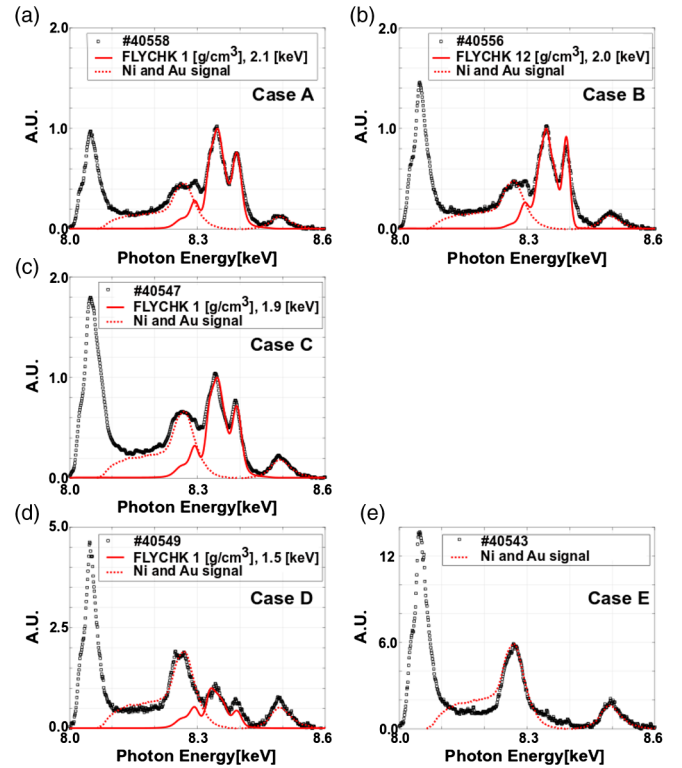 (a)
2.0
#40558
FLYCHK 1 [g/cm³], 2.1 [keV]
Ni and Au signal
Case A
A.U.
1.0
0.0
8.0
8.3
8.6
Photon Energy[keV]
(b)
2.0
#40556
FLYCHK 12 [g/cm³], 2.0 [keV]
Ni and Au signal
Case B
A.U.
1.0
0.0
8.0
8.3
8.6
Photon Energy[keV]
(c)
2.0
#40547
FLYCHK 1 [g/cm³], 1.9 [keV]
Ni and Au signal
Case C
A.U.
1.0
0.0
8.0
8.3
8.6
Photon Energy[keV]
(d)
5.0
#40549
FLYCHK 1 [g/cm³], 1.5 [keV]
Ni and Au signal
Case D
A.U.
2.5
0.0
8.0
8.3
8.6
Photon Energy[keV]
(e)
12
#40543
Ni and Au signal
Case E
A.U.
6.0
0.0
8.0
8.3
8.6
Photon Energy[keV]